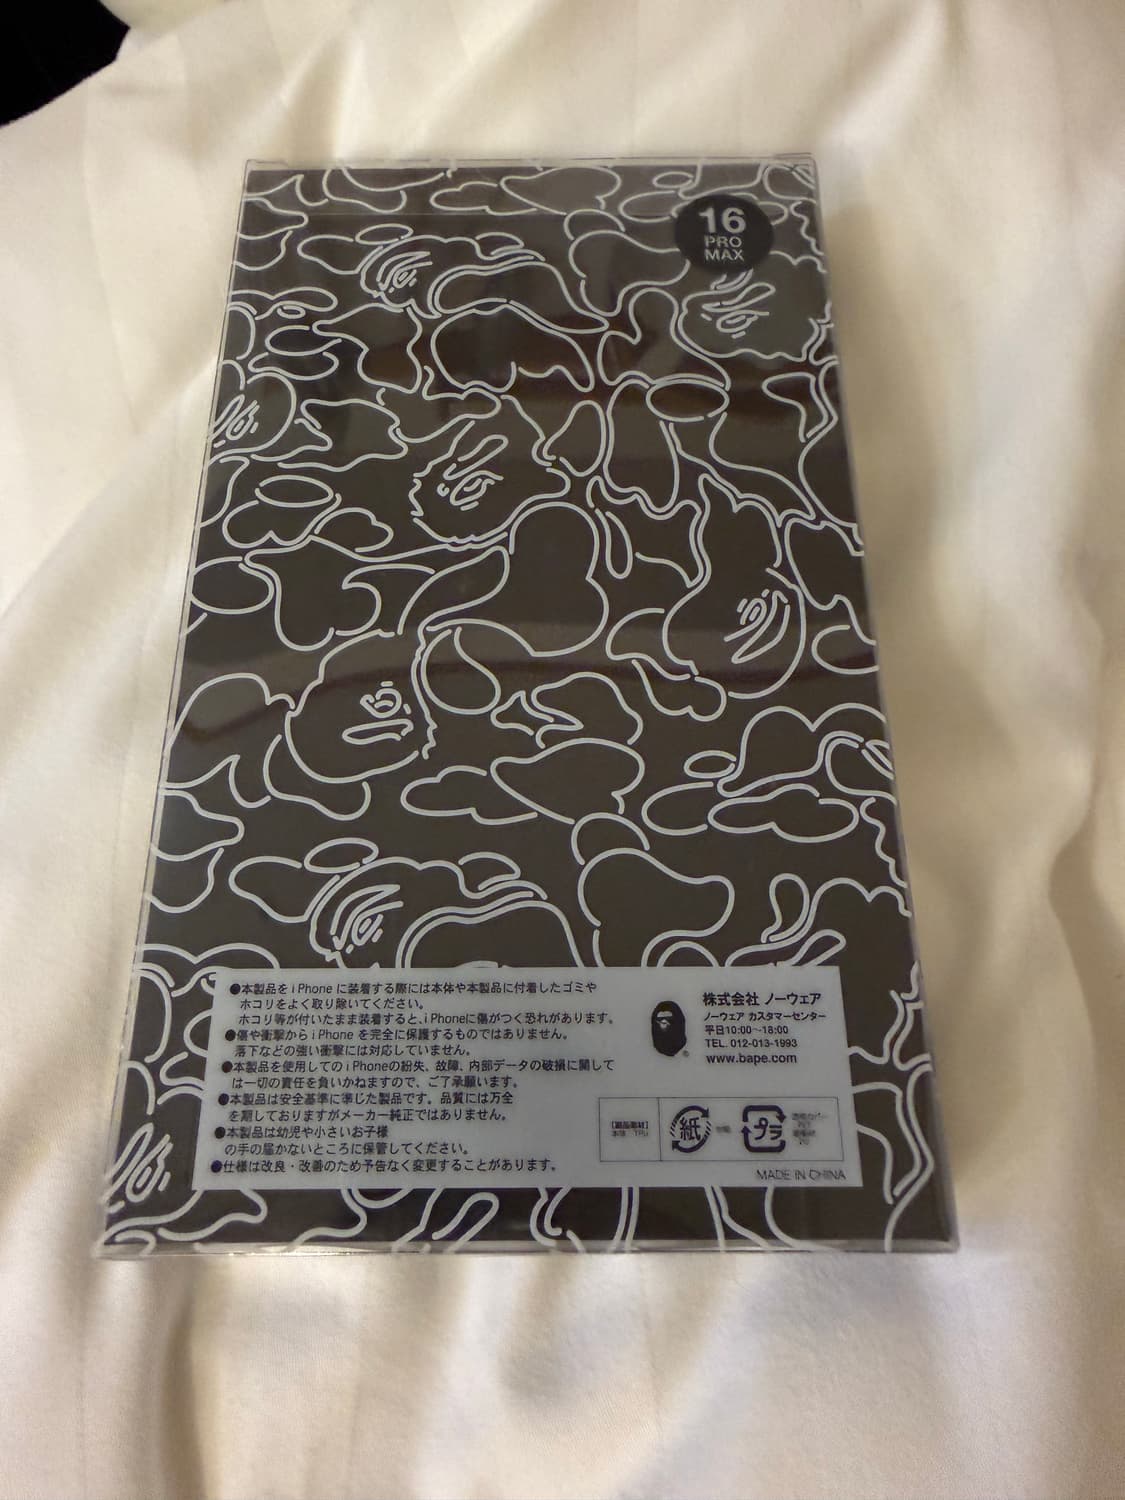 16
PRO
MAX
●本製品をiPhoneに装着する際には本体や本製品に付着したゴミや
ホコリをよく取り除いてください。
ホコリ等が付いたまま装着すると、iPhoneに傷がつく恐れがあります。
●傷や衝撃からiPhoneを完全に保護するものではありません。
落下などの強い衝撃には対応していません。
●本製品を使用してのiPhoneの紛失、故障、内部データの破損に関して
は一切の責任を負いかねますので、ご了承願います。
●本製品は安全基準に準じた製品です。品質には万全
を期しておりますがメーカー純正ではありません。
●本製品は幼児や小さいお子様
の手の届かないところに保管してください。
●仕様は改良・改善のため予告なく変更することがあります。
株式会社 ノーウェア
ノーウェア カスタマーセンター
平日10:00〜18:00
TEL. 012-013-1993
www.bape.com
【製品素材】
本体 TPU
紙
プラ
MADE IN CHINA